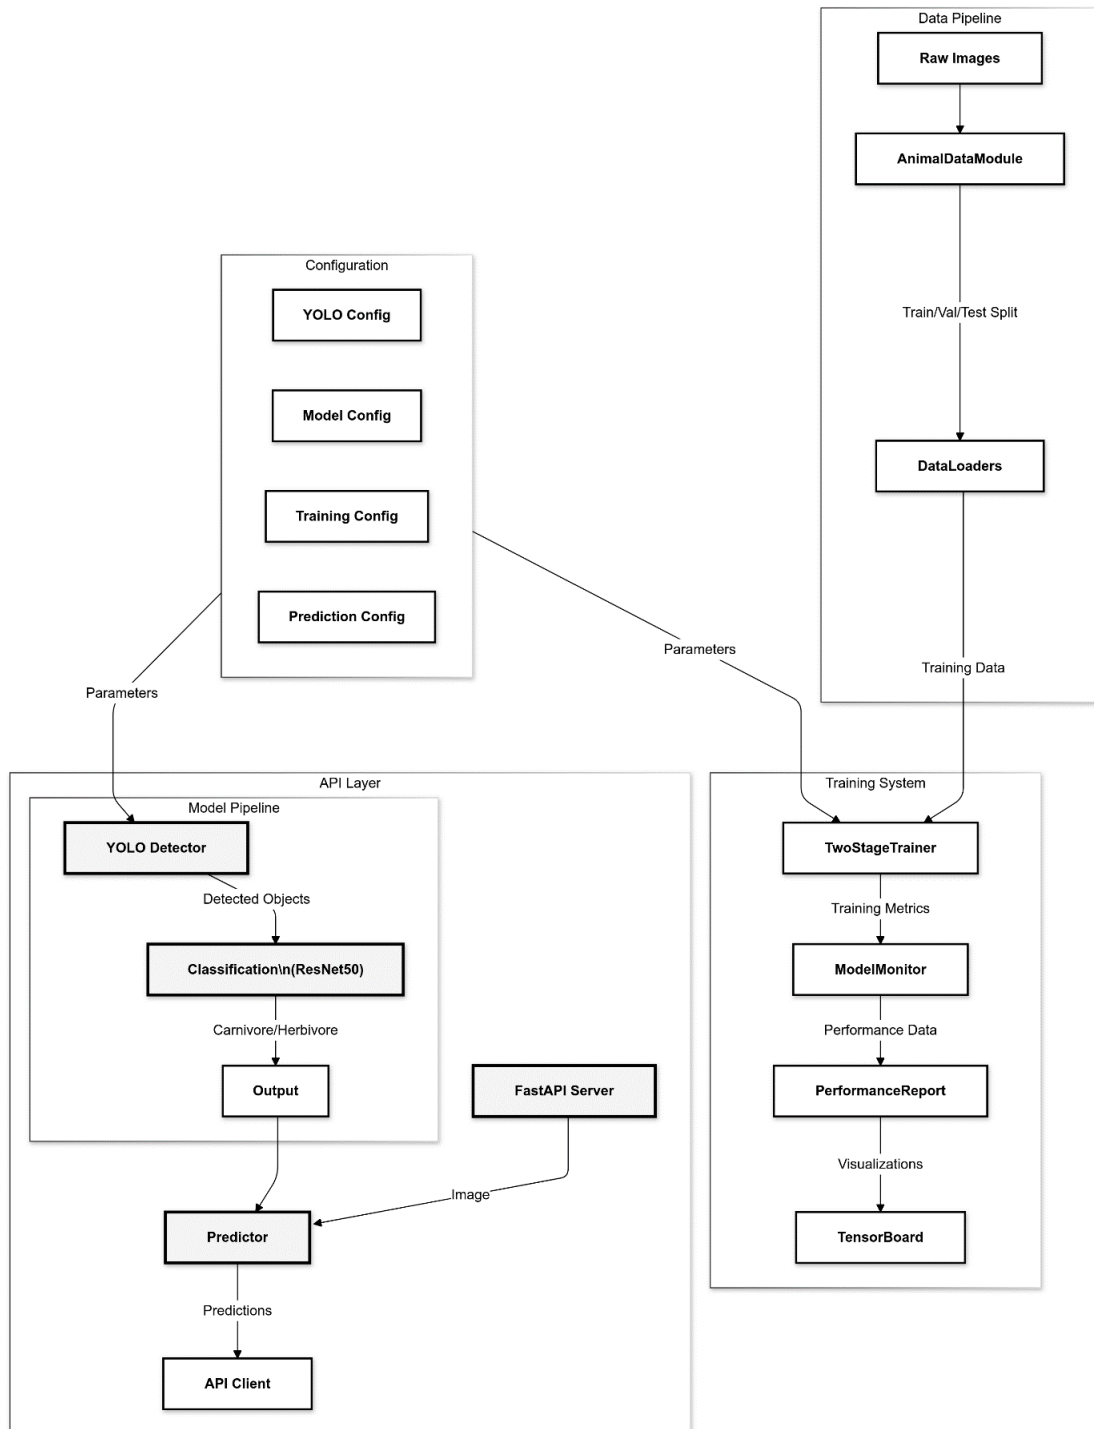 Data Pipeline
Raw Images
AnimalDataModule
Train/Val/Test Split
DataLoaders
Training Data
Configuration
YOLO Config
Model Config
Training Config
Prediction Config
Parameters
Parameters
API Layer
Model Pipeline
YOLO Detector
Detected Objects
Classification\n(ResNet50)
Carnivore/Herbivore
Output
FastAPI Server
Image
Predictor
Predictions
API Client
Training System
TwoStageTrainer
Training Metrics
ModelMonitor
Performance Data
PerformanceReport
Visualizations
TensorBoard